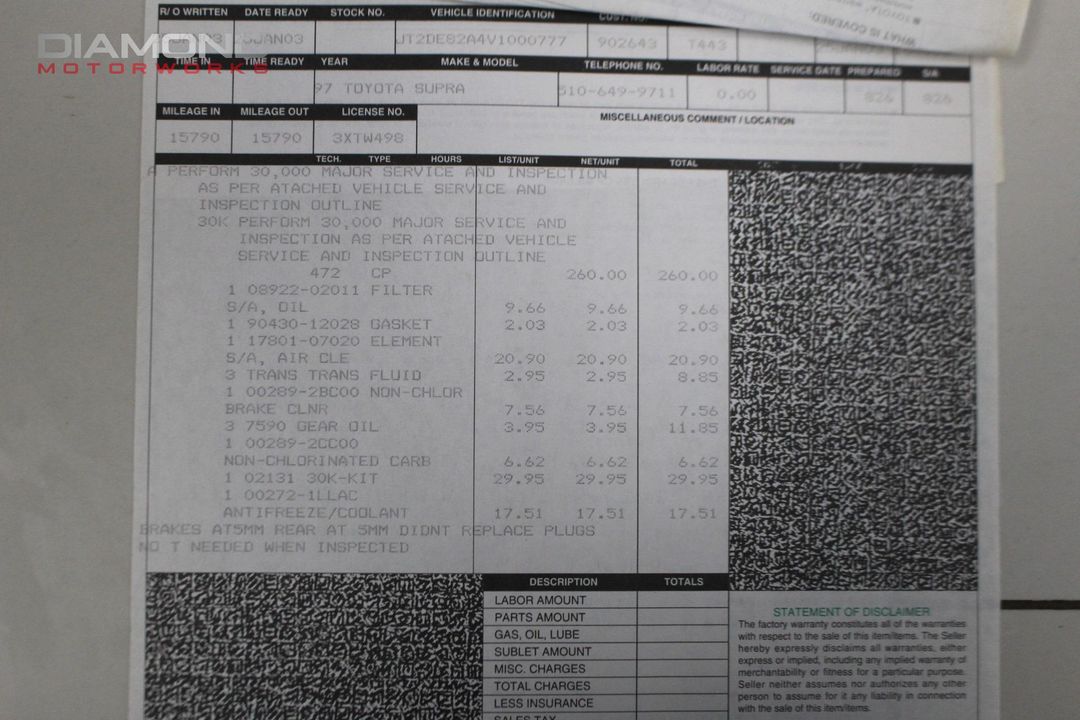 DIAMON
MOTORWORKS
WHAT IS COVERED:
R/O WRITTEN DATE READY STOCK NO. VEHICLE IDENTIFICATION CUST. NO.
JAN03 JT2DE82A4V1000777 902643 T443
TIME IN TIME READY YEAR MAKE & MODEL TELEPHONE NO. LABOR RATE SERVICE DATE PREPARED S/A
97 TOYOTA SUPRA 510-649-9711 0.00 826 826
MILEAGE IN MILEAGE OUT LICENSE NO. MISCELLANEOUS COMMENT / LOCATION
15790 15790 3XTW498
TECH. TYPE HOURS LIST/UNIT NET/UNIT TOTAL
A PERFORM 30,000 MAJOR SERVICE AND INSPECTION
AS PER ATACHED VEHICLE SERVICE AND
INSPECTION OUTLINE
30K PERFORM 30,000 MAJOR SERVICE AND
INSPECTION AS PER ATACHED VEHICLE
SERVICE AND INSPECTION OUTLINE
472 CP 260.00 260.00
1 08922-02011 FILTER
S/A, OIL 9.66 9.66 9.66
1 90430-12028 GASKET 2.03 2.03 2.03
1 17801-07020 ELEMENT
S/A, AIR CLE 20.90 20.90 20.90
3 TRANS TRANS FLUID 2.95 2.95 8.85
1 00289-2BC00 NON-CHLOR
BRAKE CLNR 7.56 7.56 7.56
3 7590 GEAR OIL 3.95 3.95 11.85
1 00289-2CC00
NON-CHLORINATED CARB 6.62 6.62 6.62
1 02131 30K-KIT 29.95 29.95 29.95
1 00272-1LLAC
ANTIFREEZE/COOLANT 17.51 17.51 17.51
BRAKES AT5MM REAR AT 5MM DIDNT REPLACE PLUGS
NO T NEEDED WHEN INSPECTED
DESCRIPTION TOTALS
LABOR AMOUNT
PARTS AMOUNT
GAS, OIL, LUBE
SUBLET AMOUNT
MISC. CHARGES
TOTAL CHARGES
LESS INSURANCE
SALES TAX
STATEMENT OF DISCLAIMER
The factory warranty constitutes all of the warranties
with respect to the sale of this item/items. The Seller
hereby expressly disclaims all warranties, either
express or implied, including any implied warranty of
merchantability or fitness for a particular purpose.
Seller neither assumes nor authorizes any other
person to assume for it any liability in connection
with the sale of this item/items.